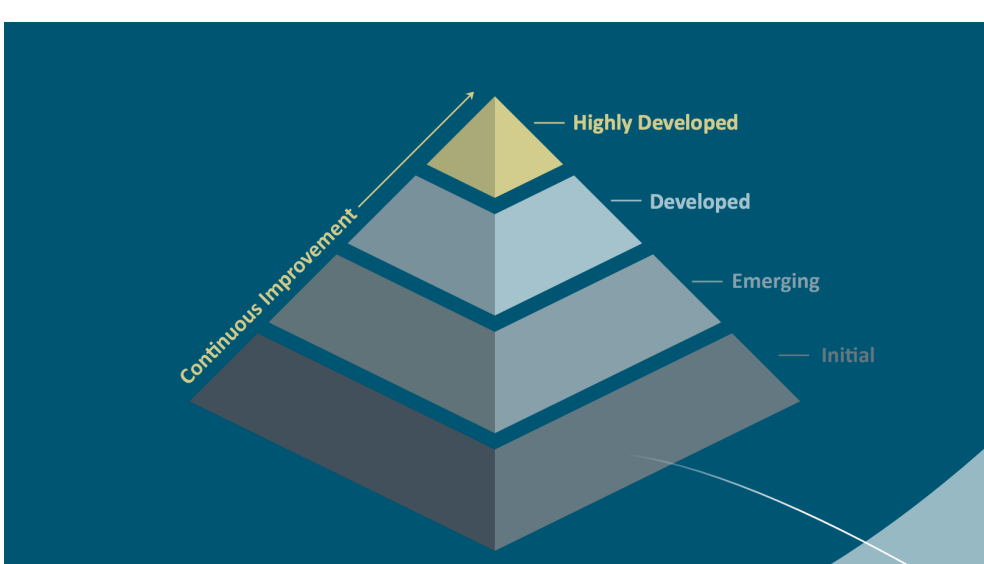 Highly Developed
Developed
Emerging
Initial
Continuous Improvement